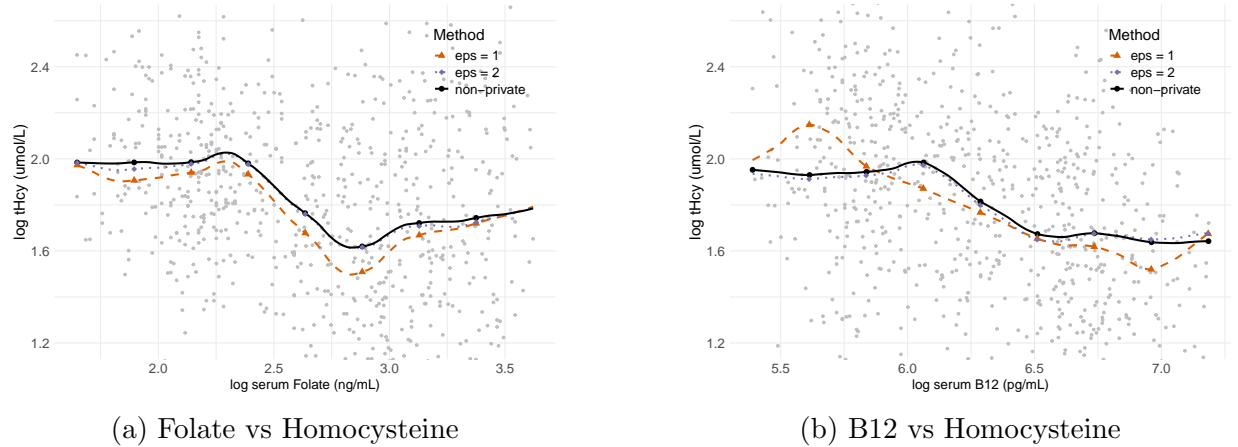 Method
eps = 1
eps = 2
non−private
log tHcy (umol/L)
2.4
2.0
1.6
1.2
2.0 2.5 3.0 3.5
log serum Folate (ng/mL)
(a) Folate vs Homocysteine
Method
eps = 1
eps = 2
non−private
log tHcy (umol/L)
2.4
2.0
1.6
1.2
5.5 6.0 6.5 7.0
log serum B12 (pg/mL)
(b) B12 vs Homocysteine